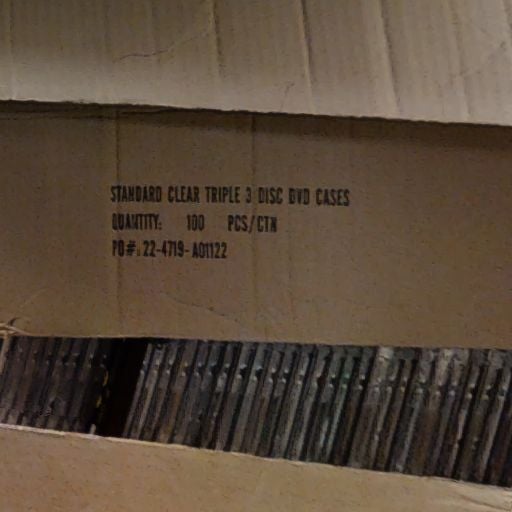 STANDARD CLEAR TRIPLE 3 DISC DVD CASES
QUANTITY: 100 PCS/CTN
PO#: 22-4719-A01122